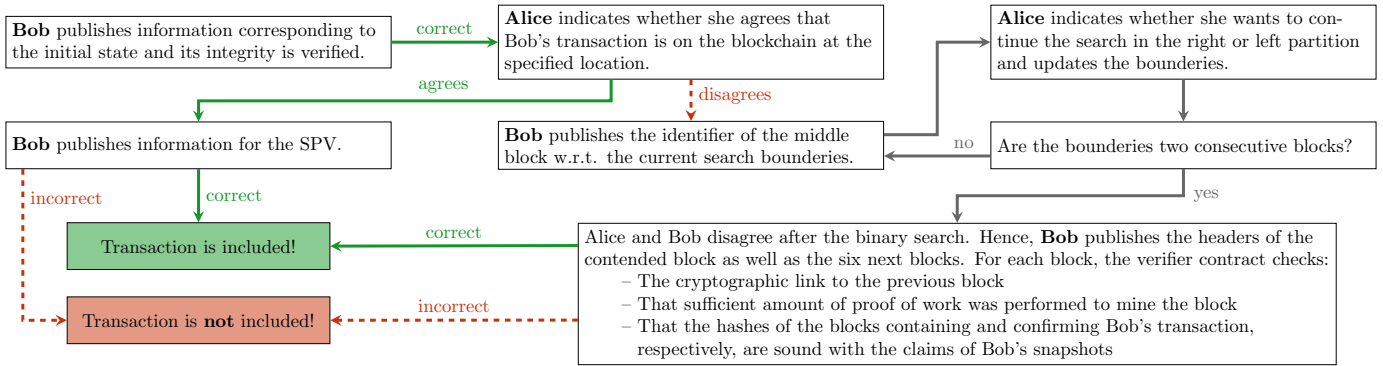 Bob publishes information corresponding to
the initial state and its integrity is verified.
correct
Alice indicates whether she agrees that
Bob's transaction is on the blockchain at the
specified location.
Alice indicates whether she wants to con-
tinue the search in the right or left partition
and updates the bounderies.
agrees
disagrees
Bob publishes information for the SPV.
Bob publishes the identifier of the middle
block w.r.t. the current search bounderies.
no
Are the bounderies two consecutive blocks?
incorrect
correct
yes
Transaction is included!
correct
Alice and Bob disagree after the binary search. Hence, Bob publishes the headers of the
contended block as well as the six next blocks. For each block, the verifier contract checks:
– The cryptographic link to the previous block
– That sufficient amount of proof of work was performed to mine the block
– That the hashes of the blocks containing and confirming Bob's transaction,
respectively, are sound with the claims of Bob's snapshots
Transaction is not included!
incorrect